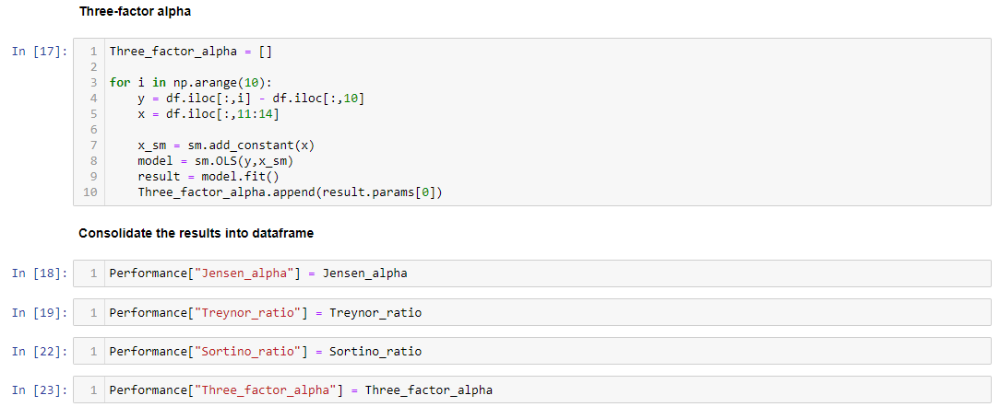 Three-factor alpha
In [17]: 1 Three_factor_alpha = []
2
3 for i in np.arange(10):
4     y = df.iloc[:,i] - df.iloc[:,10]
5     x = df.iloc[:,11:14]
6
7     x_sm = sm.add_constant(x)
8     model = sm.OLS(y,x_sm)
9     result = model.fit()
10     Three_factor_alpha.append(result.params[0])
Consolidate the results into dataframe
In [18]: 1 Performance["Jensen_alpha"] = Jensen_alpha
In [19]: 1 Performance["Treynor_ratio"] = Treynor_ratio
In [22]: 1 Performance["Sortino_ratio"] = Sortino_ratio
In [23]: 1 Performance["Three_factor_alpha"] = Three_factor_alpha